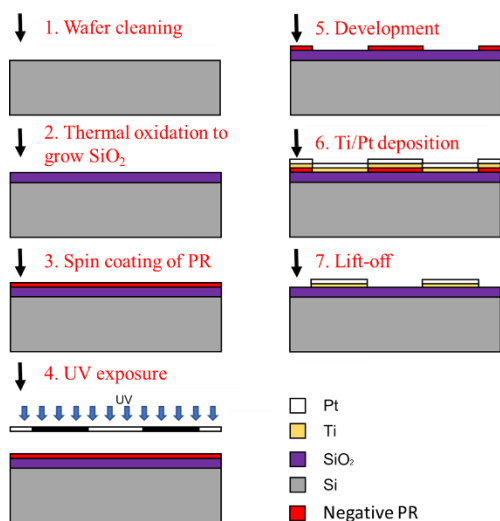 1. Wafer cleaning
2. Thermal oxidation to
grow SiO₂
3. Spin coating of PR
4. UV exposure
UV
5. Development
6. Ti/Pt deposition
7. Lift-off
Pt
Ti
SiO₂
Si
Negative PR